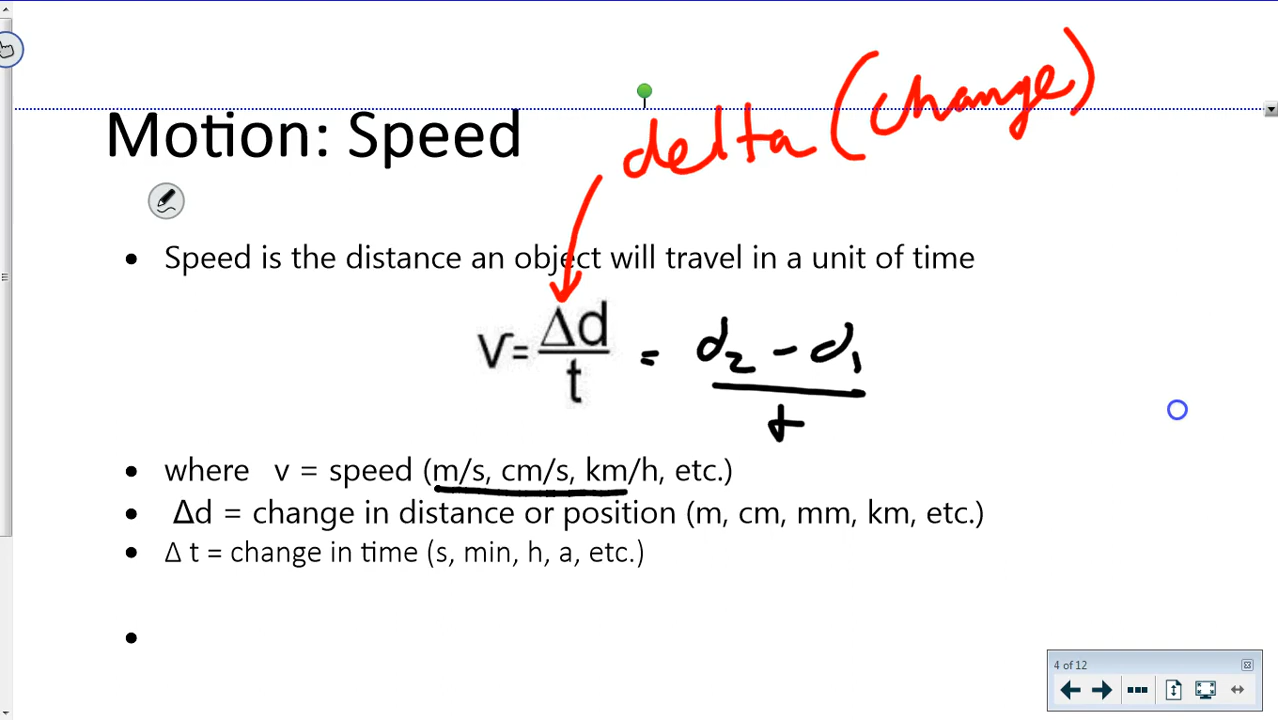 delta (change)
Motion: Speed
• Speed is the distance an object will travel in a unit of time
V = Δd / t = d₂ - d₁ / t
• where v = speed (m/s, cm/s, km/h, etc.)
• Δd = change in distance or position (m, cm, mm, km, etc.)
• Δ t = change in time (s, min, h, a, etc.)
•
4 of 12